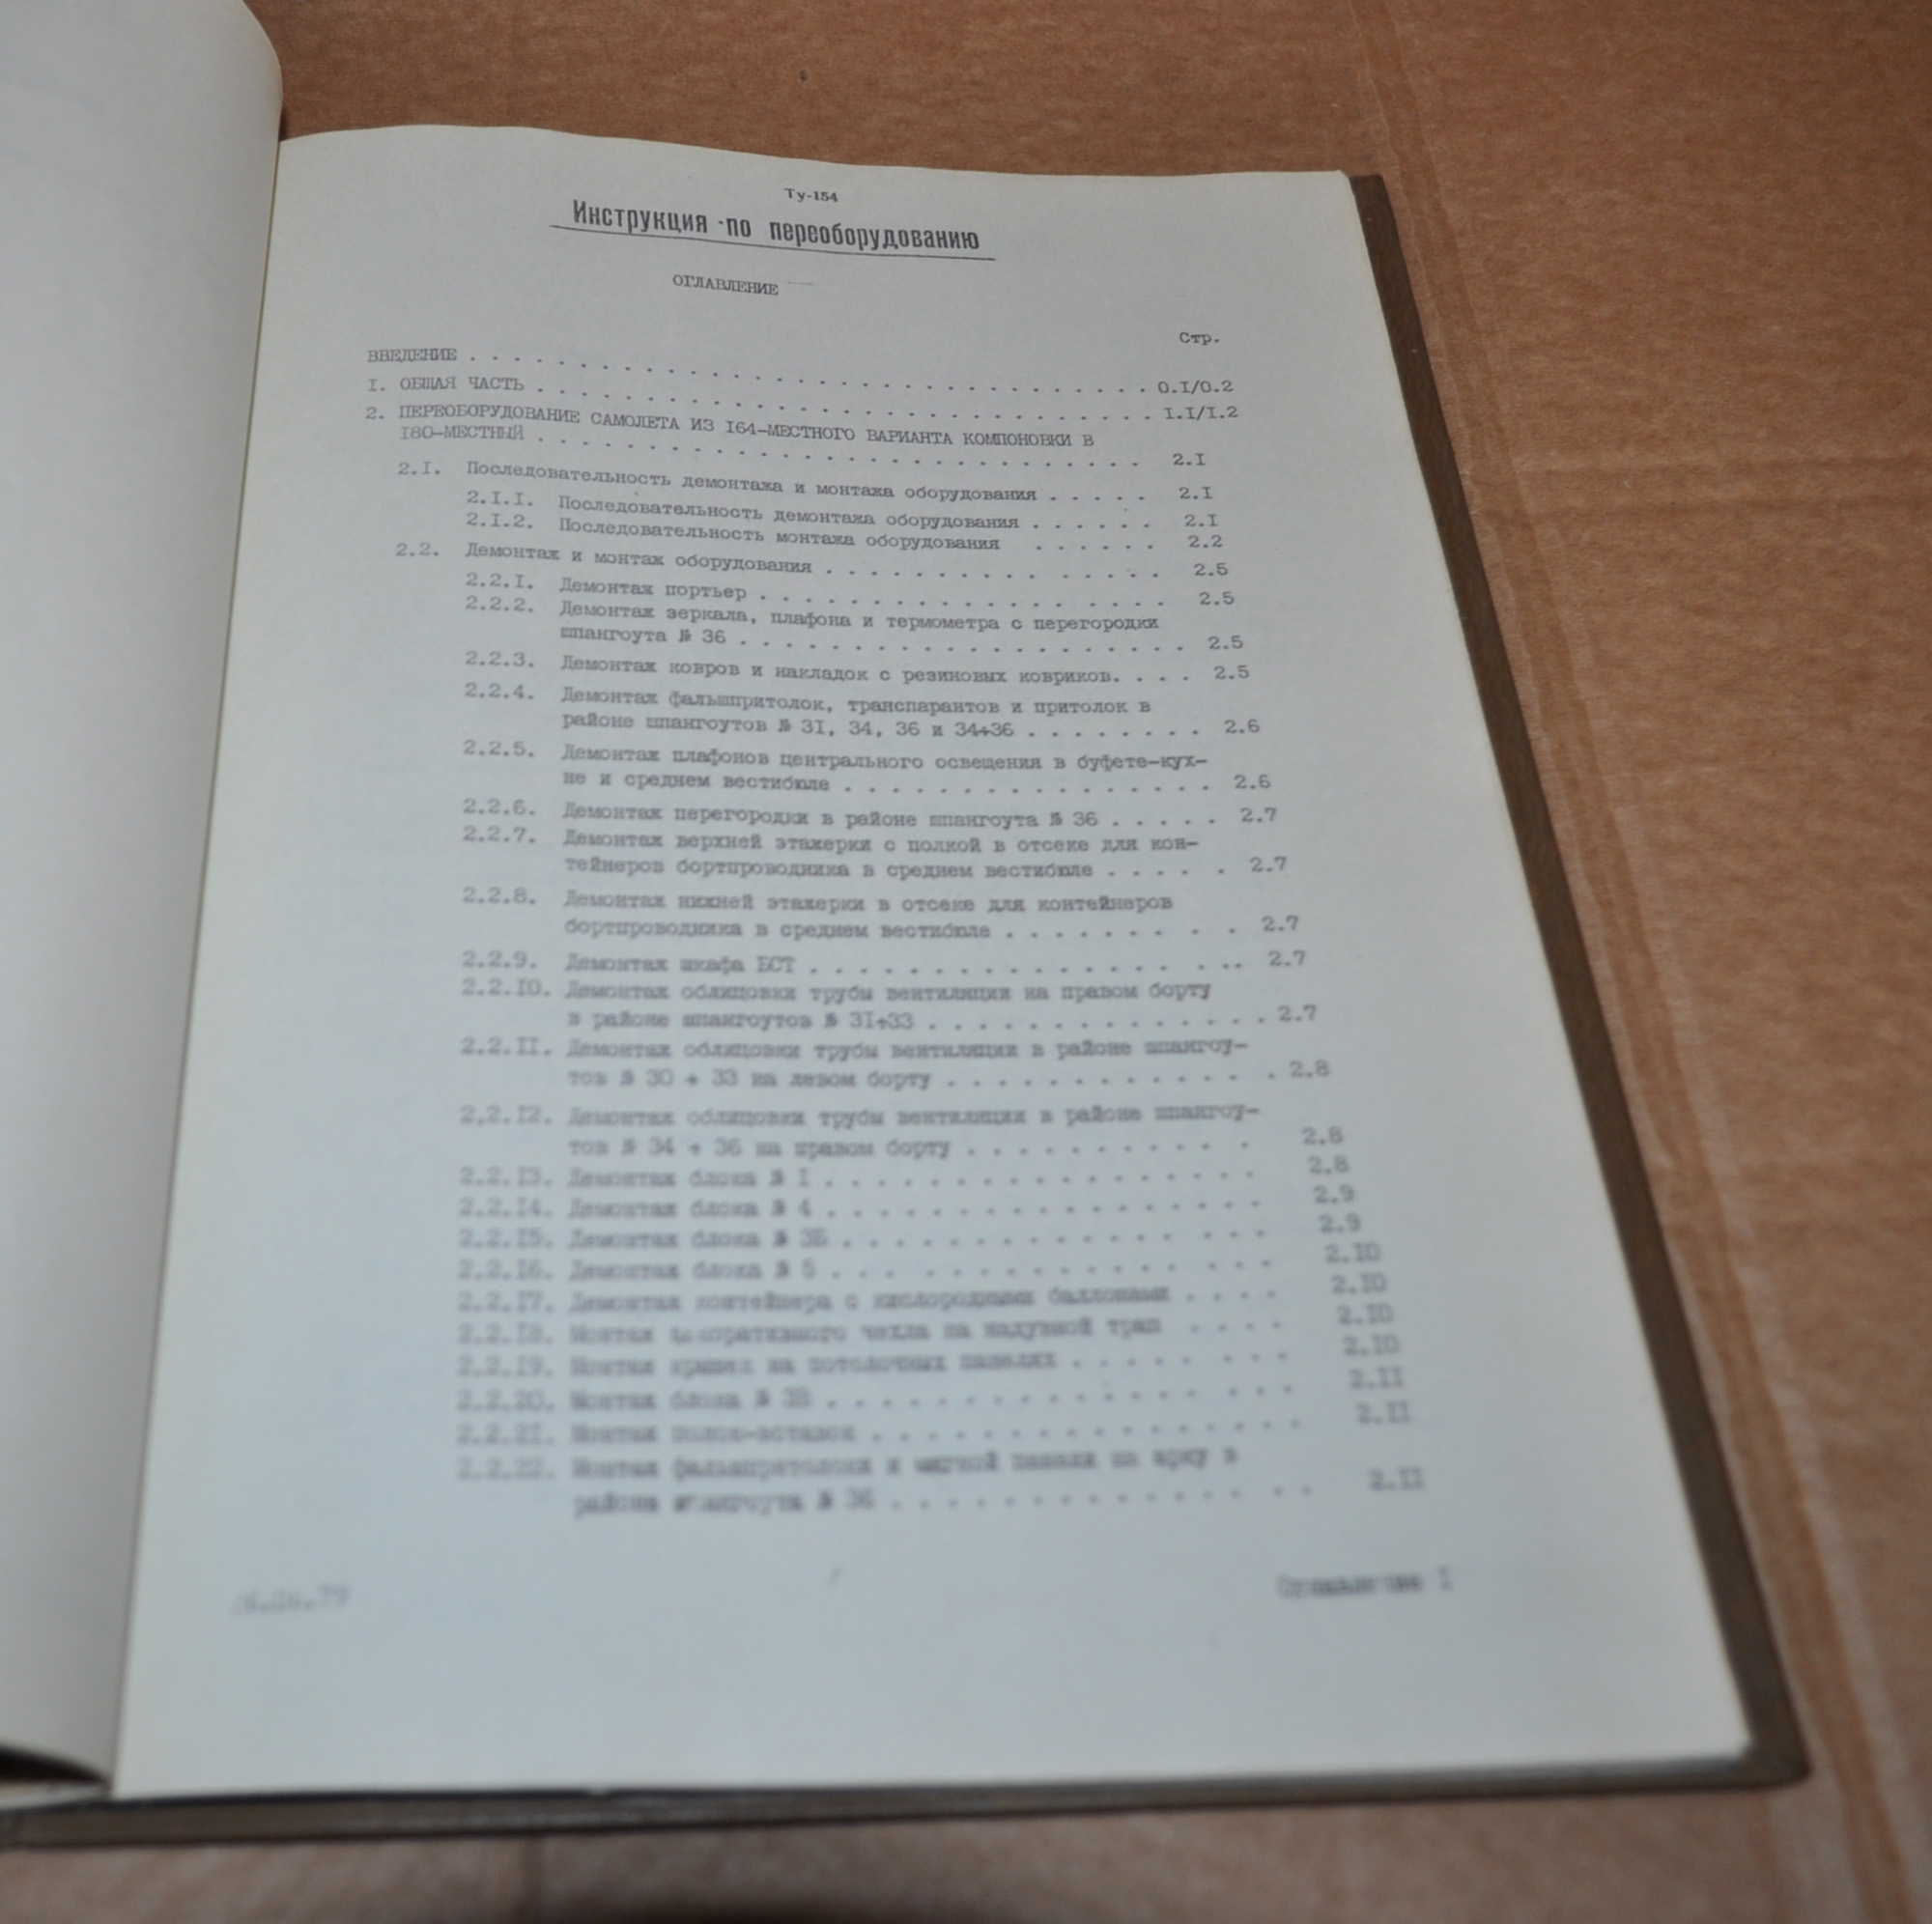 Ту-154
Инструкция по переоборудованию
ОГЛАВЛЕНИЕ
Стр.
ВВЕДЕНИЕ . . . . . . . . . . . . . . . . . . . . . . . . . . . . . . . 0.I/0.2
I. ОБЩАЯ ЧАСТЬ . . . . . . . . . . . . . . . . . . . . . . . . . . . . I.I/I.2
2. ПЕРЕОБОРУДОВАНИЕ САМОЛЕТА ИЗ I64-МЕСТНОГО ВАРИАНТА КОМПОНОВКИ В
I80-МЕСТНЫЙ . . . . . . . . . . . . . . . . . . . . . . . . . . . . 2.I
2.I. Последовательность демонтажа и монтажа оборудования . . . . . 2.I
2.I.I. Последовательность демонтажа оборудования . . . . . . 2.I
2.I.2. Последовательность монтажа оборудования . . . . . . 2.2
2.2. Демонтаж и монтаж оборудования . . . . . . . . . . . . . . . 2.5
2.2.I. Демонтаж портьер . . . . . . . . . . . . . . . . . . 2.5
2.2.2. Демонтаж зеркала, плафона и термометра с перегородки
шпангоута № 36 . . . . . . . . . . . . . . . . . . . . 2.5
2.2.3. Демонтаж ковров и накладок с резиновых ковриков. . . . 2.5
2.2.4. Демонтаж фальшпритолок, транспарантов и притолок в
районе шпангоутов № 3I, 34, 36 и 34÷36 . . . . . . . . 2.6
2.2.5. Демонтаж плафонов центрального освещения в буфете-кух-
не и среднем вестибюле . . . . . . . . . . . . . . . . 2.6
2.2.6. Демонтаж перегородки в районе шпангоута № 36 . . . . . 2.7
2.2.7. Демонтаж верхней этажерки с полкой в отсеке для кон-
тейнеров бортпроводника в среднем вестибюле . . . . . 2.7
2.2.8. Демонтаж нижней этажерки в отсеке для контейнеров
бортпроводника в среднем вестибюле . . . . . . . . . 2.7
2.2.9. Демонтаж шкафа БСТ . . . . . . . . . . . . . . . . . . 2.7
2.2.I0. Демонтаж облицовки трубы вентиляции на правом борту
в районе шпангоутов № 3I÷33 . . . . . . . . . . . . . . 2.7
2.2.II. Демонтаж облицовки трубы вентиляции в районе шпангоу-
тов № 30 ÷ 33 на левом борту . . . . . . . . . . . . . 2.8
2.2.I2. Демонтаж облицовки трубы вентиляции в районе шпангоу-
тов № 34 ÷ 36 на правом борту . . . . . . . . . . . 2.8
2.2.I3. Демонтаж блока № I . . . . . . . . . . . . . . . . . 2.8
2.2.I4. Демонтаж блока № 4 . . . . . . . . . . . . . . . . . 2.9
2.2.I5. Демонтаж блока № 3Б . . . . . . . . . . . . . . . . 2.9
2.2.I6. Демонтаж блока № 5 . . . . . . . . . . . . . . . . 2.I0
2.2.I7. Демонтаж контейнера с кислородными баллонами . . . . 2.I0
2.2.I8. Монтаж декоративного чехла на надувной трап . . . . 2.I0
2.2.I9. Монтаж крышек на потолочных панелях . . . . . . . . 2.I0
2.2.20. Монтаж блока № 3В . . . . . . . . . . . . . . . . . 2.II
2.2.2I. Монтаж полок-вставок . . . . . . . . . . . . . . . . 2.II
2.2.22. Монтаж фальшпритолоки и мягкой панели на арку в
районе шпангоута № 36 . . . . . . . . . . . . . . . . 2.II
Оглавление I